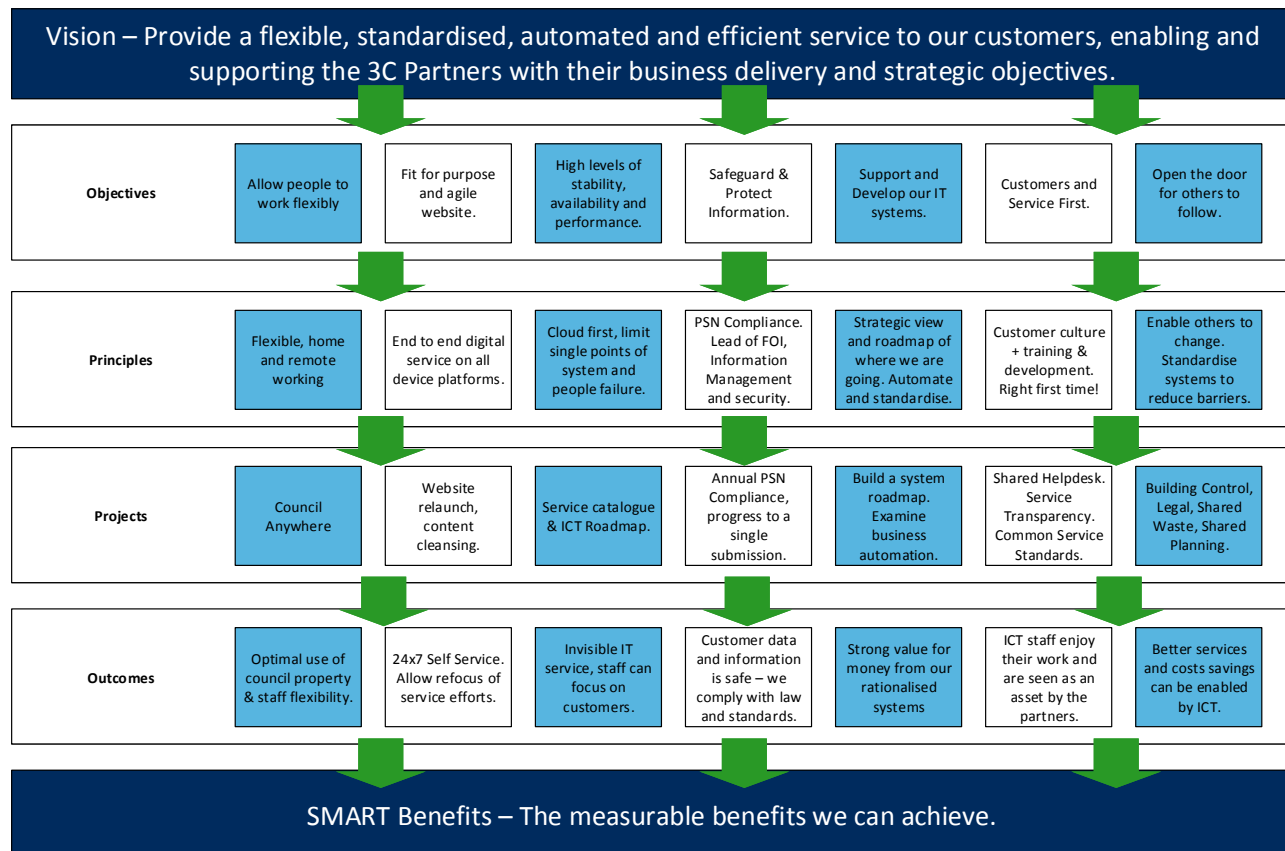 Vision – Provide a flexible, standardised, automated and efficient service to our customers, enabling and
supporting the 3C Partners with their business delivery and strategic objectives.
Objectives
Allow people to
work flexibly
Fit for purpose
and agile
website.
High levels of
stability,
availability and
performance.
Safeguard &
Protect
Information.
Support and
Develop our IT
systems.
Customers and
Service First.
Open the door
for others to
follow.
Principles
Flexible, home
and remote
working
End to end digital
service on all
device platforms.
Cloud first, limit
single points of
system and
people failure.
PSN Compliance.
Lead of FOI,
Information
Management
and security.
Strategic view
and roadmap of
where we are
going. Automate
and standardise.
Customer culture
+ training &
development.
Right first time!
Enable others to
change.
Standardise
systems to
reduce barriers.
Projects
Council
Anywhere
Website
relaunch,
content
cleansing.
Service catalogue
& ICT Roadmap.
Annual PSN
Compliance,
progress to a
single
submission.
Build a system
roadmap.
Examine
business
automation.
Shared Helpdesk.
Service
Transparency.
Common Service
Standards.
Building Control,
Legal, Shared
Waste, Shared
Planning.
Outcomes
Optimal use of
council property
& staff flexibility.
24x7 Self Service.
Allow refocus of
service efforts.
Invisible IT
service, staff can
focus on
customers.
Customer data
and information
is safe – we
comply with law
and standards.
Strong value for
money from our
rationalised
systems
ICT staff enjoy
their work and
are seen as an
asset by the
partners.
Better services
and costs savings
can be enabled
by ICT.
SMART Benefits – The measurable benefits we can achieve.